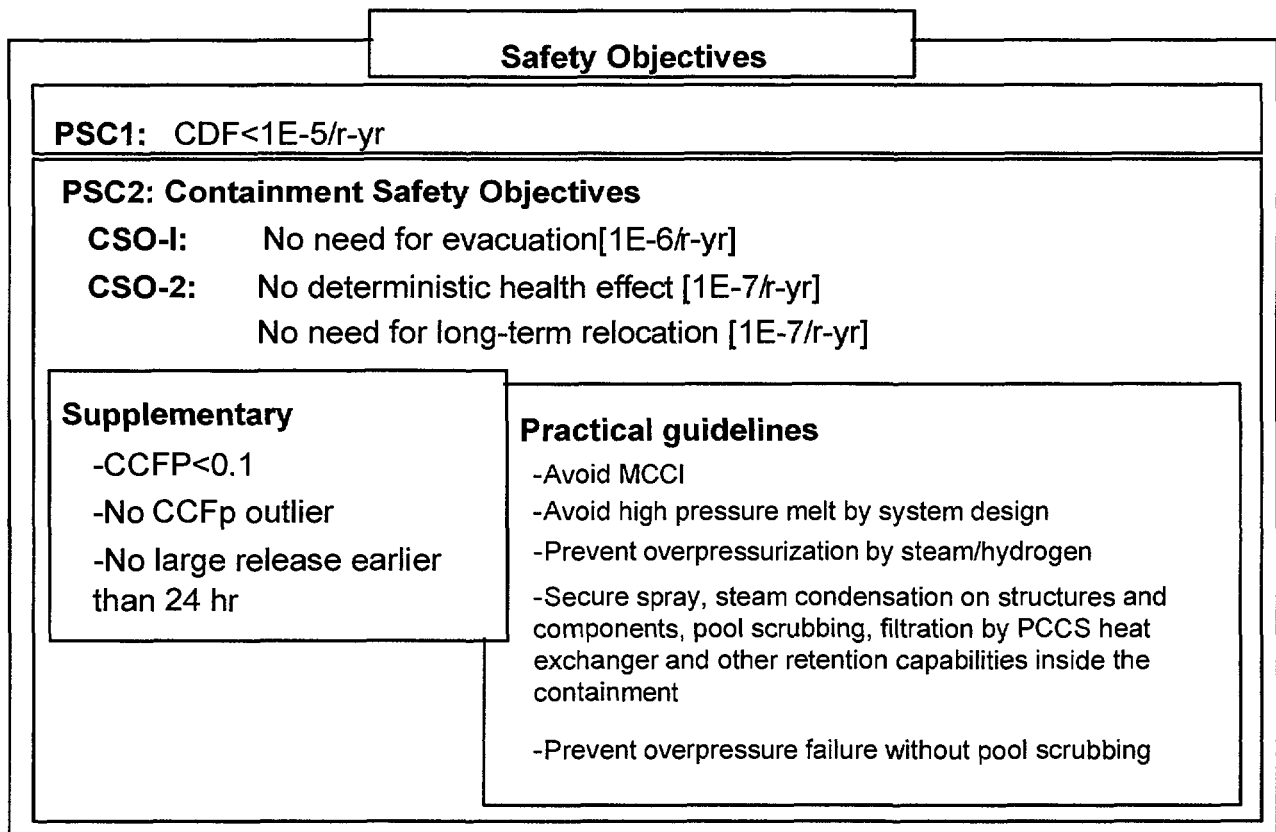 Safety Objectives
PSC1: CDF<1E-5/r-yr
PSC2: Containment Safety Objectives
CSO-I: No need for evacuation[1E-6/r-yr]
CSO-2: No deterministic health effect [1E-7/r-yr]
No need for long-term relocation [1E-7/r-yr]
Supplementary
-CCFP<0.1
-No CCFp outlier
-No large release earlier
than 24 hr
Practical guidelines
-Avoid MCCI
-Avoid high pressure melt by system design
-Prevent overpressurization by steam/hydrogen
-Secure spray, steam condensation on structures and
components, pool scrubbing, filtration by PCCS heat
exchanger and other retention capabilities inside the
containment
-Prevent overpressure failure without pool scrubbing